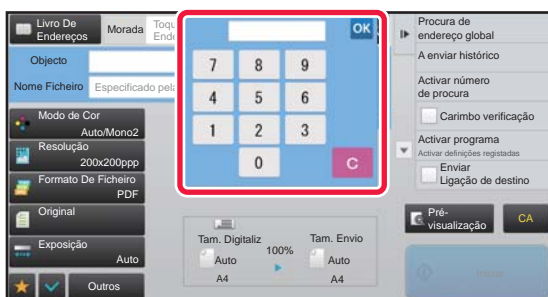 Livro De
Endereços
Morada
Toqu
Ende
Objecto
Nome Ficheiro
Especificado pela
Modo de Cor
Auto/Mono2
Resolução
200x200ppp
Formato De Ficheiro
PDF
Original
Exposição
Auto
Outros
OK
7 8 9
4 5 6
1 2 3
0 C
Tam. Digitaliz
100%
Tam. Envio
Auto
Auto
A4
A4
Procura de
endereço global
A enviar histórico
Activar número
de procura
Carimbo verificação
Activar programa
Activar definições registadas
Enviar
Ligação de destino
Pré-
visualização
CA
Iniciar